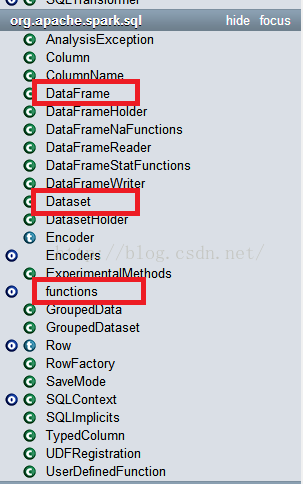 SQLTransformer
org.apache.spark.sql hide focus
AnalysisException
Column
ColumnName
DataFrame
DataFrameHolder
DataFrameNaFunctions
DataFrameReader
DataFrameStatFunctions
DataFrameWriter
Dataset
DatasetHolder
Encoder
Encoders
ExperimentalMethods
functions
GroupedData
GroupedDataset
Row
RowFactory
SaveMode
SQLContext
SQLImplicits
TypedColumn
UDFRegistration
UserDefinedFunction
http://blog.csdn.net/